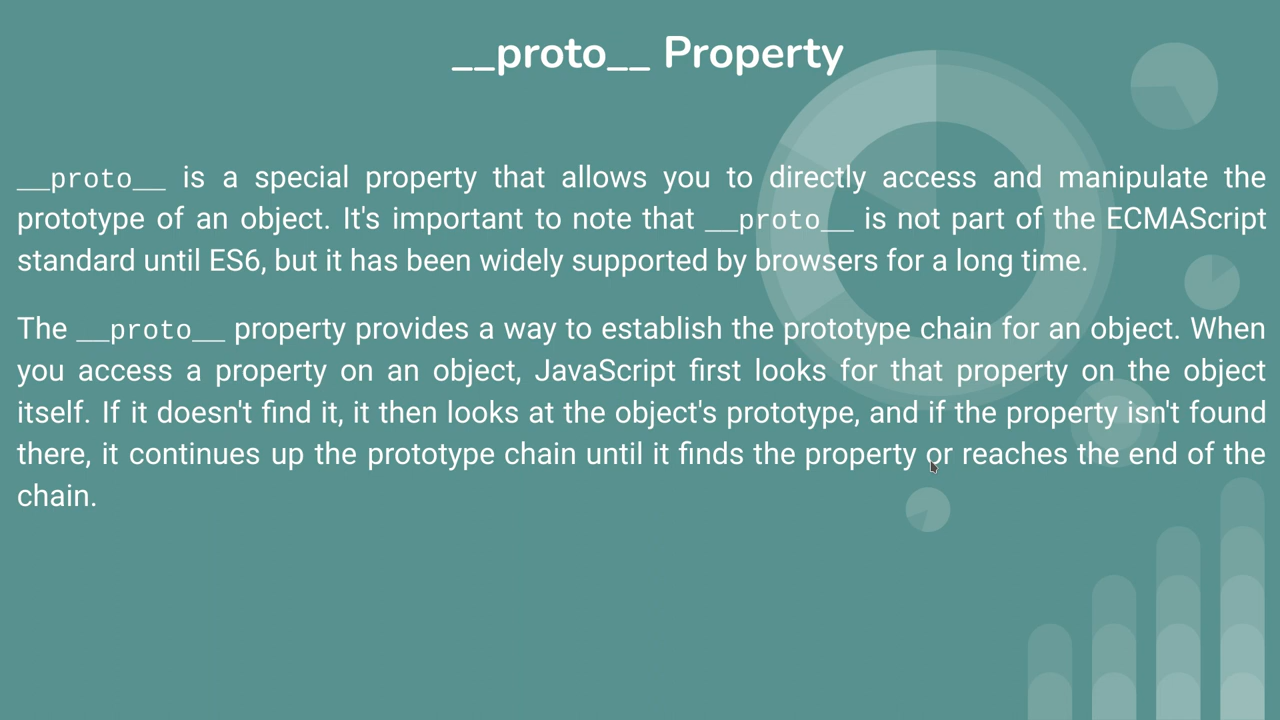 __proto__ Property
__proto__ is a special property that allows you to directly access and manipulate the
prototype of an object. It's important to note that __proto__ is not part of the ECMAScript
standard until ES6, but it has been widely supported by browsers for a long time.
The __proto__ property provides a way to establish the prototype chain for an object. When
you access a property on an object, JavaScript first looks for that property on the object
itself. If it doesn't find it, it then looks at the object's prototype, and if the property isn't found
there, it continues up the prototype chain until it finds the property or reaches the end of the
chain.